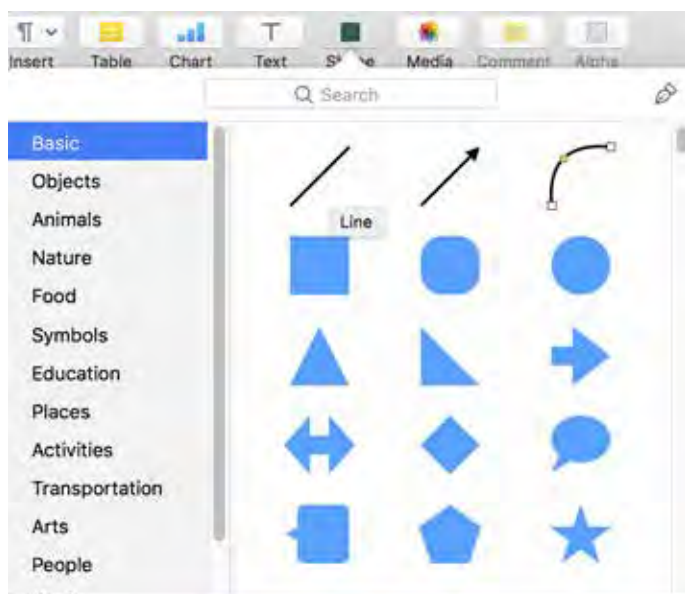 Insert Table Chart Text Media Comment Alpha
Search
Basic
Objects
Line
Animals
Nature
Food
Symbols
Education
Places
Activities
Transportation
Arts
People